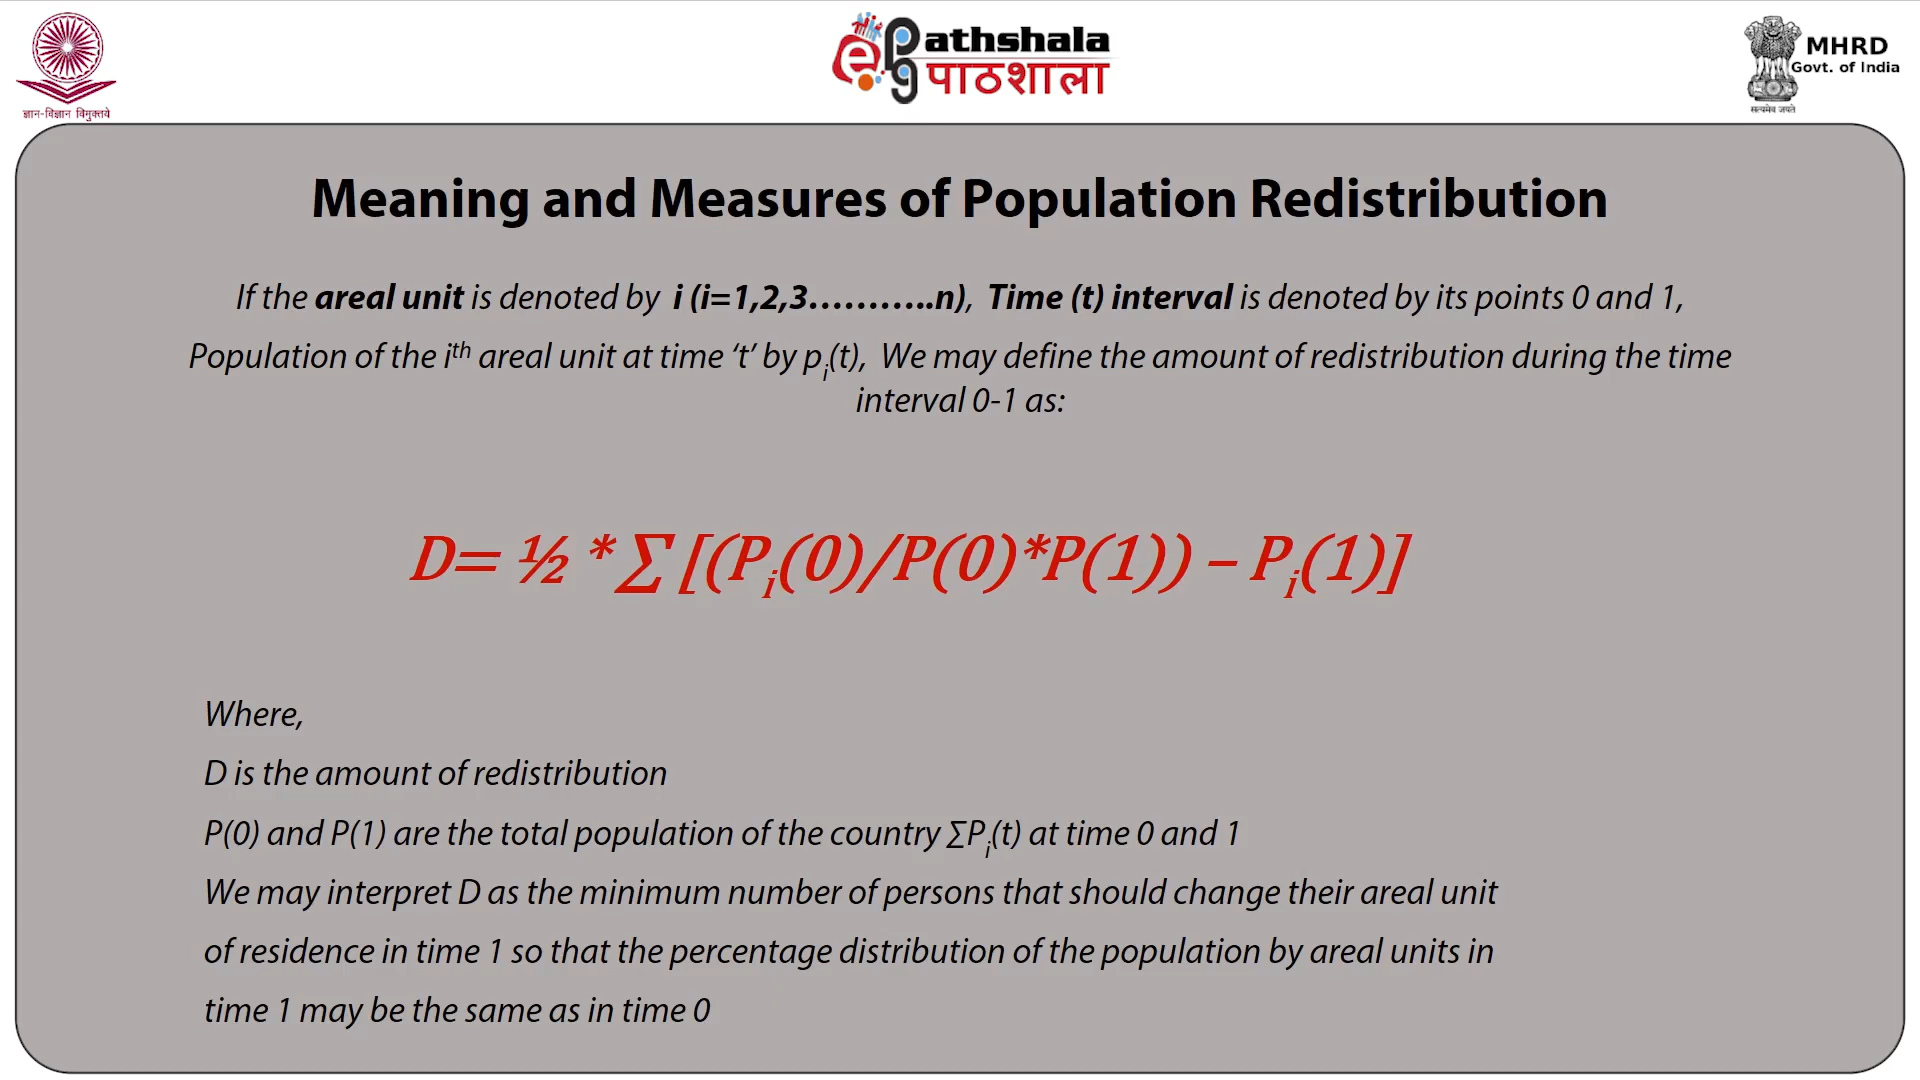 ज्ञान-विज्ञान विमुक्तये
ePathshala
पाठशाला
MHRD
Govt. of India
सत्यमेव जयते
Meaning and Measures of Population Redistribution
If the areal unit is denoted by i (i=1,2,3………..n), Time (t) interval is denoted by its points 0 and 1,
Population of the iᵗʰ areal unit at time ‘t’ by pᵢ(t), We may define the amount of redistribution during the time
interval 0-1 as:
D= ½ * ∑ [(Pᵢ(0)/P(0)*P(1)) – Pᵢ(1)]
Where,
D is the amount of redistribution
P(0) and P(1) are the total population of the country ∑Pᵢ(t) at time 0 and 1
We may interpret D as the minimum number of persons that should change their areal unit
of residence in time 1 so that the percentage distribution of the population by areal units in
time 1 may be the same as in time 0